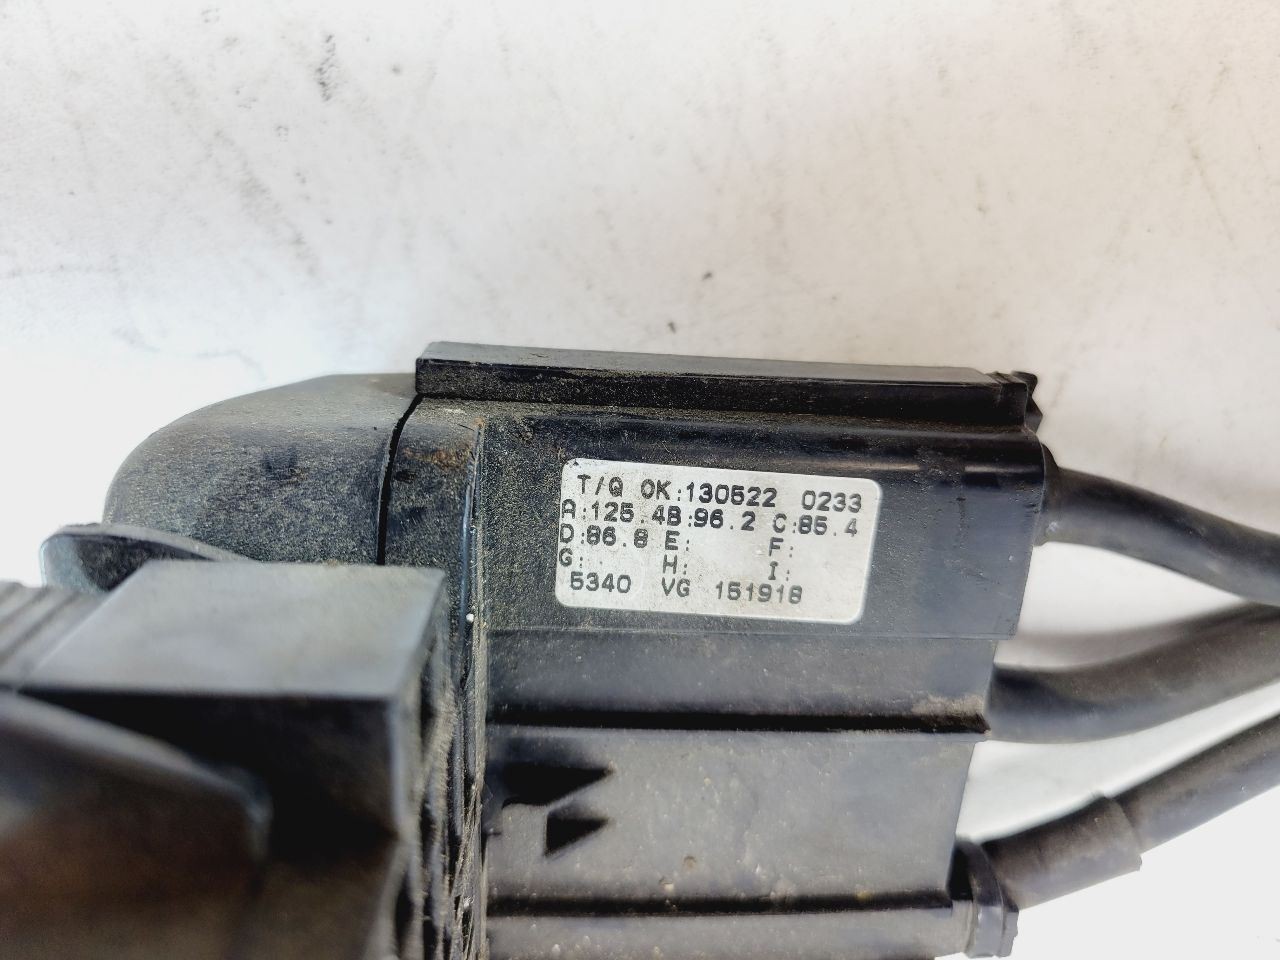 T/Q OK:130522 0233
A:125.4B:96.2 C:85.4
D:86.8 E: F:
G: H: I:
5340 VG 151918